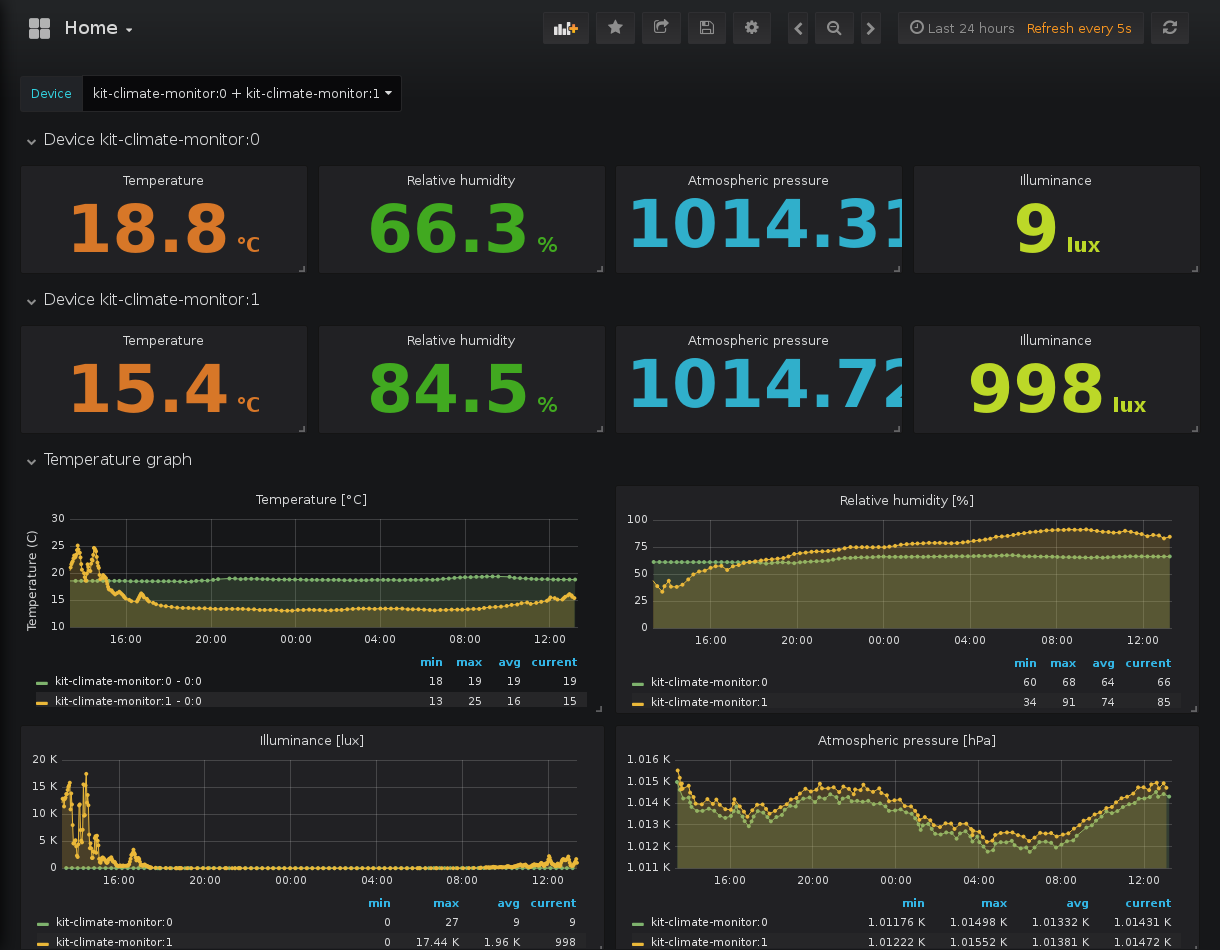 Home
Last 24 hours Refresh every 5s
Device kit-climate-monitor:0 + kit-climate-monitor:1
Device kit-climate-monitor:0
Temperature Relative humidity Atmospheric pressure Illuminance
18.8 °C 66.3 % 1014.31 9 lux
Device kit-climate-monitor:1
Temperature Relative humidity Atmospheric pressure Illuminance
15.4 °C 84.5 % 1014.72 998 lux
Temperature graph
Temperature [°C]
Temperature (C)
30
25
20
15
10
16:00 20:00 00:00 04:00 08:00 12:00
min max avg current
kit-climate-monitor:0 - 0:0 18 19 19 19
kit-climate-monitor:1 - 0:0 13 25 16 15
Relative humidity [%]
100
75
50
25
0
16:00 20:00 00:00 04:00 08:00 12:00
min max avg current
kit-climate-monitor:0 60 68 64 66
kit-climate-monitor:1 34 91 74 85
Illuminance [lux]
20 K
15 K
10 K
5 K
0
16:00 20:00 00:00 04:00 08:00 12:00
min max avg current
kit-climate-monitor:0 0 27 9 9
kit-climate-monitor:1 0 17.44 K 1.96 K 998
Atmospheric pressure [hPa]
1.016 K
1.015 K
1.014 K
1.013 K
1.012 K
1.011 K
16:00 20:00 00:00 04:00 08:00 12:00
min max avg current
kit-climate-monitor:0 1.01176 K 1.01498 K 1.01332 K 1.01431 K
kit-climate-monitor:1 1.01222 K 1.01552 K 1.01381 K 1.01472 K